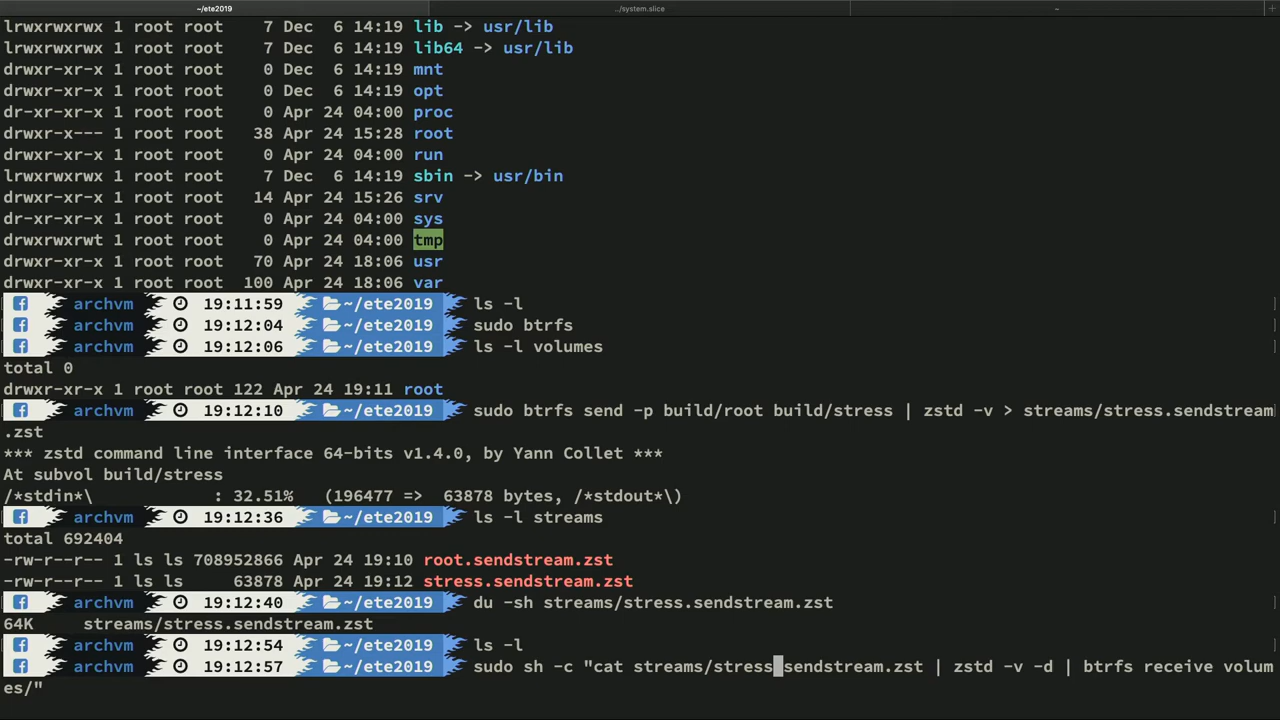 ~/ete2019
../system.slice
~
+
lrwxrwxrwx 1 root root 7 Dec 6 14:19 lib -> usr/lib
lrwxrwxrwx 1 root root 7 Dec 6 14:19 lib64 -> usr/lib
drwxr-xr-x 1 root root 0 Dec 6 14:19 mnt
drwxr-xr-x 1 root root 0 Dec 6 14:19 opt
dr-xr-xr-x 1 root root 0 Apr 24 04:00 proc
drwxr-x--- 1 root root 38 Apr 24 15:28 root
drwxr-xr-x 1 root root 0 Apr 24 04:00 run
lrwxrwxrwx 1 root root 7 Dec 6 14:19 sbin -> usr/bin
drwxr-xr-x 1 root root 14 Apr 24 15:26 srv
dr-xr-xr-x 1 root root 0 Apr 24 04:00 sys
drwxrwxrwt 1 root root 0 Apr 24 04:00 tmp
drwxr-xr-x 1 root root 70 Apr 24 18:06 usr
drwxr-xr-x 1 root root 100 Apr 24 18:06 var
archvm 19:11:59 ~/ete2019 ls -l
archvm 19:12:04 ~/ete2019 sudo btrfs
archvm 19:12:06 ~/ete2019 ls -l volumes
total 0
drwxr-xr-x 1 root root 122 Apr 24 19:11 root
archvm 19:12:10 ~/ete2019 sudo btrfs send -p build/root build/stress | zstd -v > streams/stress.sendstream
.zst
*** zstd command line interface 64-bits v1.4.0, by Yann Collet ***
At subvol build/stress
/*stdin*\ : 32.51% (196477 => 63878 bytes, /*stdout*\)
archvm 19:12:36 ~/ete2019 ls -l streams
total 692404
-rw-r--r-- 1 ls ls 708952866 Apr 24 19:10 root.sendstream.zst
-rw-r--r-- 1 ls ls 63878 Apr 24 19:12 stress.sendstream.zst
archvm 19:12:40 ~/ete2019 du -sh streams/stress.sendstream.zst
64K streams/stress.sendstream.zst
archvm 19:12:54 ~/ete2019 ls -l
archvm 19:12:57 ~/ete2019 sudo sh -c "cat streams/stress.sendstream.zst | zstd -v -d | btrfs receive volum
es/"